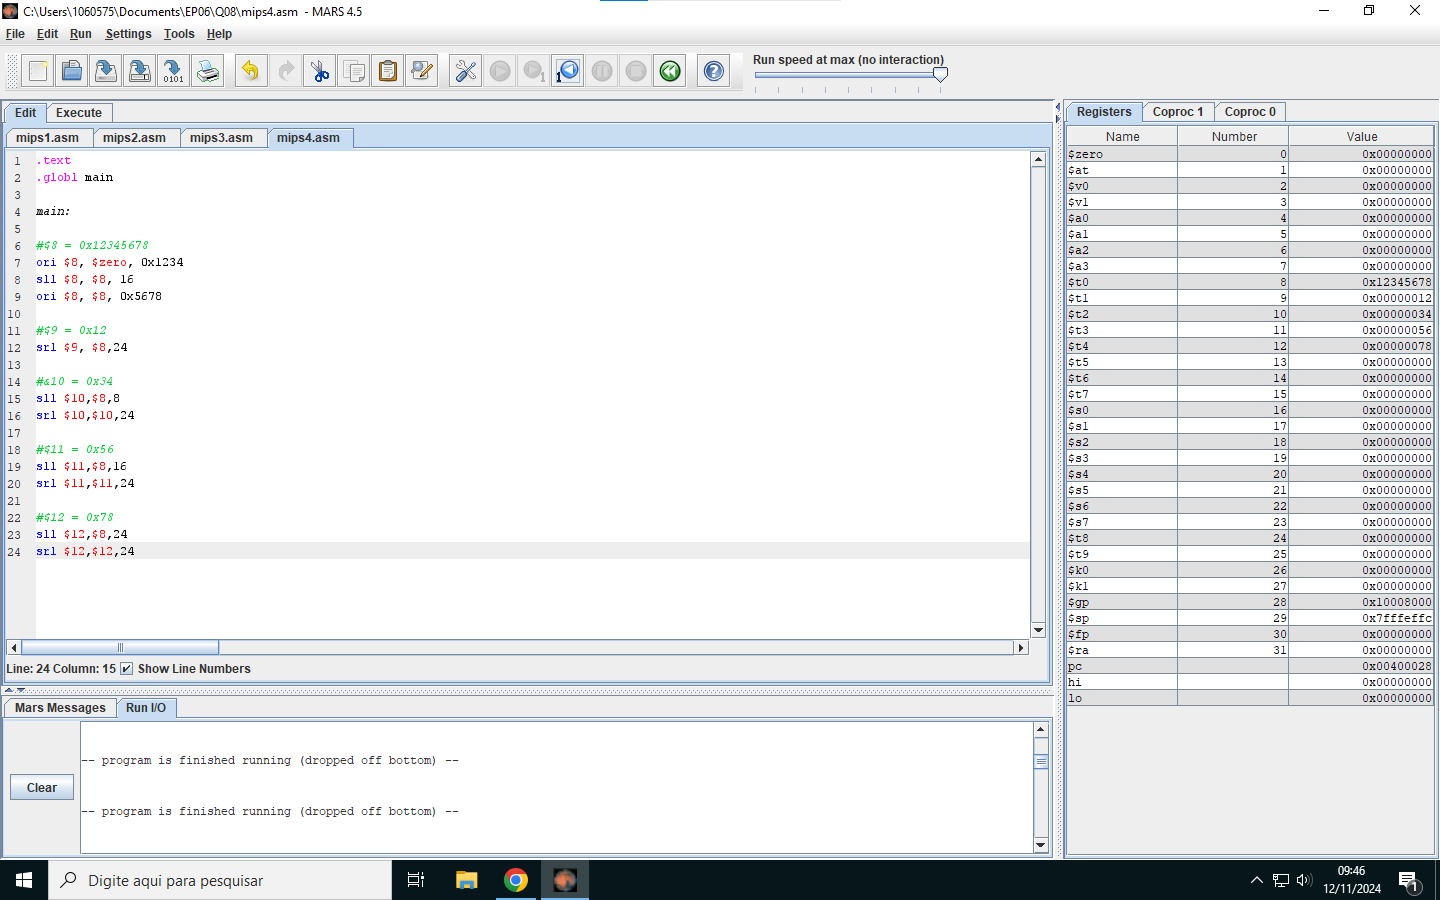 C:\Users\1060575\Documents\EP06\Q08\mips4.asm - MARS 4.5
File Edit Run Settings Tools Help
0101
1
1
Run speed at max (no interaction)
Edit Execute
mips1.asm mips2.asm mips3.asm mips4.asm
1 .text
2 .globl main
3
4 main:
5
6 #$8 = 0x12345678
7 ori $8, $zero, 0x1234
8 sll $8, $8, 16
9 ori $8, $8, 0x5678
10
11 #$9 = 0x12
12 srl $9, $8,24
13
14 #&10 = 0x34
15 sll $10,$8,8
16 srl $10,$10,24
17
18 #$11 = 0x56
19 sll $11,$8,16
20 srl $11,$11,24
21
22 #$12 = 0x78
23 sll $12,$8,24
24 srl $12,$12,24
Line: 24 Column: 15 Show Line Numbers
Mars Messages Run I/O
Clear
-- program is finished running (dropped off bottom) --
-- program is finished running (dropped off bottom) --
Registers Coproc 1 Coproc 0
Name Number Value
$zero 0 0x00000000
$at 1 0x00000000
$v0 2 0x00000000
$v1 3 0x00000000
$a0 4 0x00000000
$a1 5 0x00000000
$a2 6 0x00000000
$a3 7 0x00000000
$t0 8 0x12345678
$t1 9 0x00000012
$t2 10 0x00000034
$t3 11 0x00000056
$t4 12 0x00000078
$t5 13 0x00000000
$t6 14 0x00000000
$t7 15 0x00000000
$s0 16 0x00000000
$s1 17 0x00000000
$s2 18 0x00000000
$s3 19 0x00000000
$s4 20 0x00000000
$s5 21 0x00000000
$s6 22 0x00000000
$s7 23 0x00000000
$t8 24 0x00000000
$t9 25 0x00000000
$k0 26 0x00000000
$k1 27 0x00000000
$gp 28 0x10008000
$sp 29 0x7fffeffc
$fp 30 0x00000000
$ra 31 0x00000000
pc 0x00400028
hi 0x00000000
lo 0x00000000
Digite aqui para pesquisar
09:46
12/11/2024
1